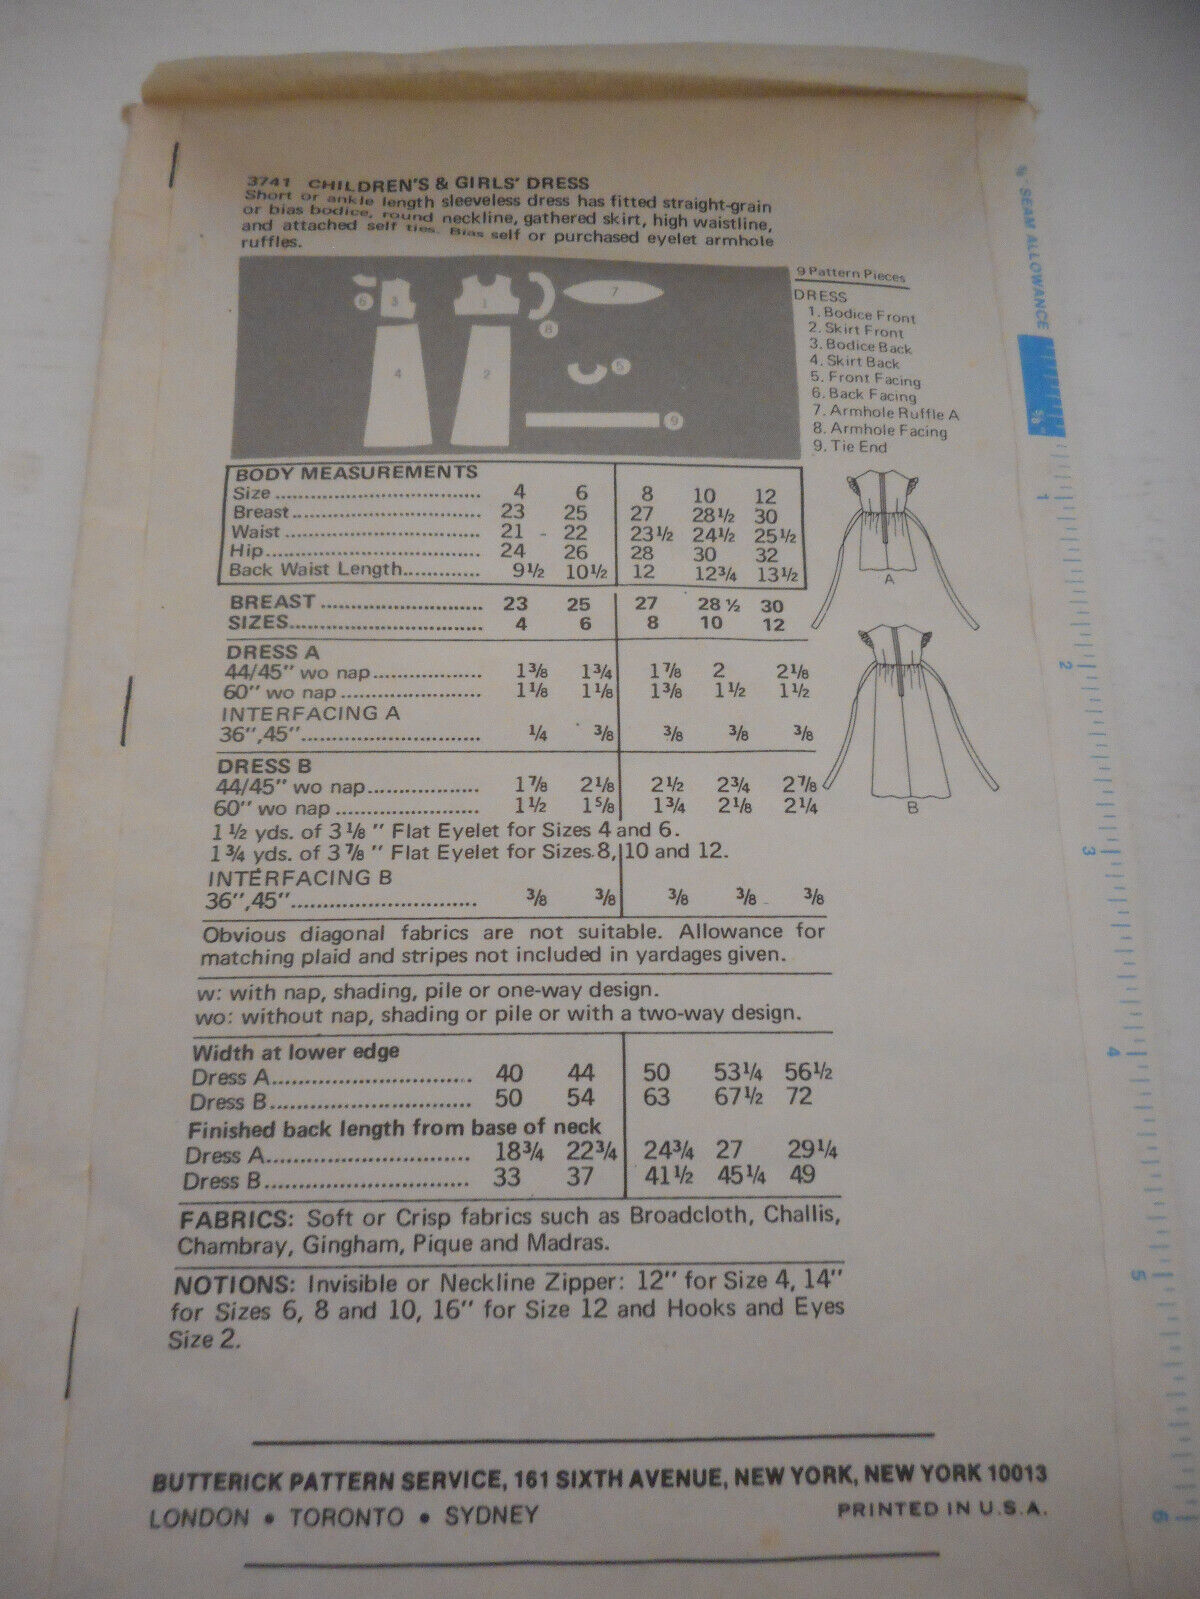 3741 CHILDREN'S & GIRLS' DRESS
Short or ankle length sleeveless dress has fitted straight-grain
or bias bodice, round neckline, gathered skirt, high waistline,
and attached self ties. Bias self or purchased eyelet armhole
ruffles.
6 3 1 8 7
4 2 5
9
9 Pattern Pieces
DRESS
1. Bodice Front
2. Skirt Front
3. Bodice Back
4. Skirt Back
5. Front Facing
6. Back Facing
7. Armhole Ruffle A
8. Armhole Facing
9. Tie End
A
B
BODY MEASUREMENTS
Size 4 6 8 10 12
Breast 23 25 27 28½ 30
Waist 21 22 23½ 24½ 25½
Hip 24 26 28 30 32
Back Waist Length 9½ 10½ 12 12¾ 13½
BREAST 23 25 27 28½ 30
SIZES 4 6 8 10 12
DRESS A
44/45" wo nap 1⅜ 1¾ 1⅞ 2 2⅛
60" wo nap 1⅛ 1⅛ 1⅜ 1½ 1½
INTERFACING A
36",45" ¼ ⅜ ⅜ ⅜ ⅜
DRESS B
44/45" wo nap 1⅞ 2⅛ 2½ 2¾ 2⅞
60" wo nap 1½ 1⅝ 1¾ 2⅛ 2¼
1½ yds. of 3⅛" Flat Eyelet for Sizes 4 and 6.
1¾ yds. of 3⅞" Flat Eyelet for Sizes 8, 10 and 12.
INTERFACING B
36",45" ⅜ ⅜ ⅜ ⅜ ⅜
Obvious diagonal fabrics are not suitable. Allowance for
matching plaid and stripes not included in yardages given.
w: with nap, shading, pile or one-way design.
wo: without nap, shading or pile or with a two-way design.
Width at lower edge
Dress A 40 44 50 53¼ 56½
Dress B 50 54 63 67½ 72
Finished back length from base of neck
Dress A 18¾ 22¾ 24¾ 27 29¼
Dress B 33 37 41½ 45¼ 49
FABRICS: Soft or Crisp fabrics such as Broadcloth, Challis,
Chambray, Gingham, Pique and Madras.
NOTIONS: Invisible or Neckline Zipper: 12" for Size 4, 14"
for Sizes 6, 8 and 10, 16" for Size 12 and Hooks and Eyes
Size 2.
BUTTERICK PATTERN SERVICE, 161 SIXTH AVENUE, NEW YORK, NEW YORK 10013
LONDON • TORONTO • SYDNEY PRINTED IN U.S.A.
⅝ SEAM ALLOWANCE
⅝"
1
2
3
4
5
6